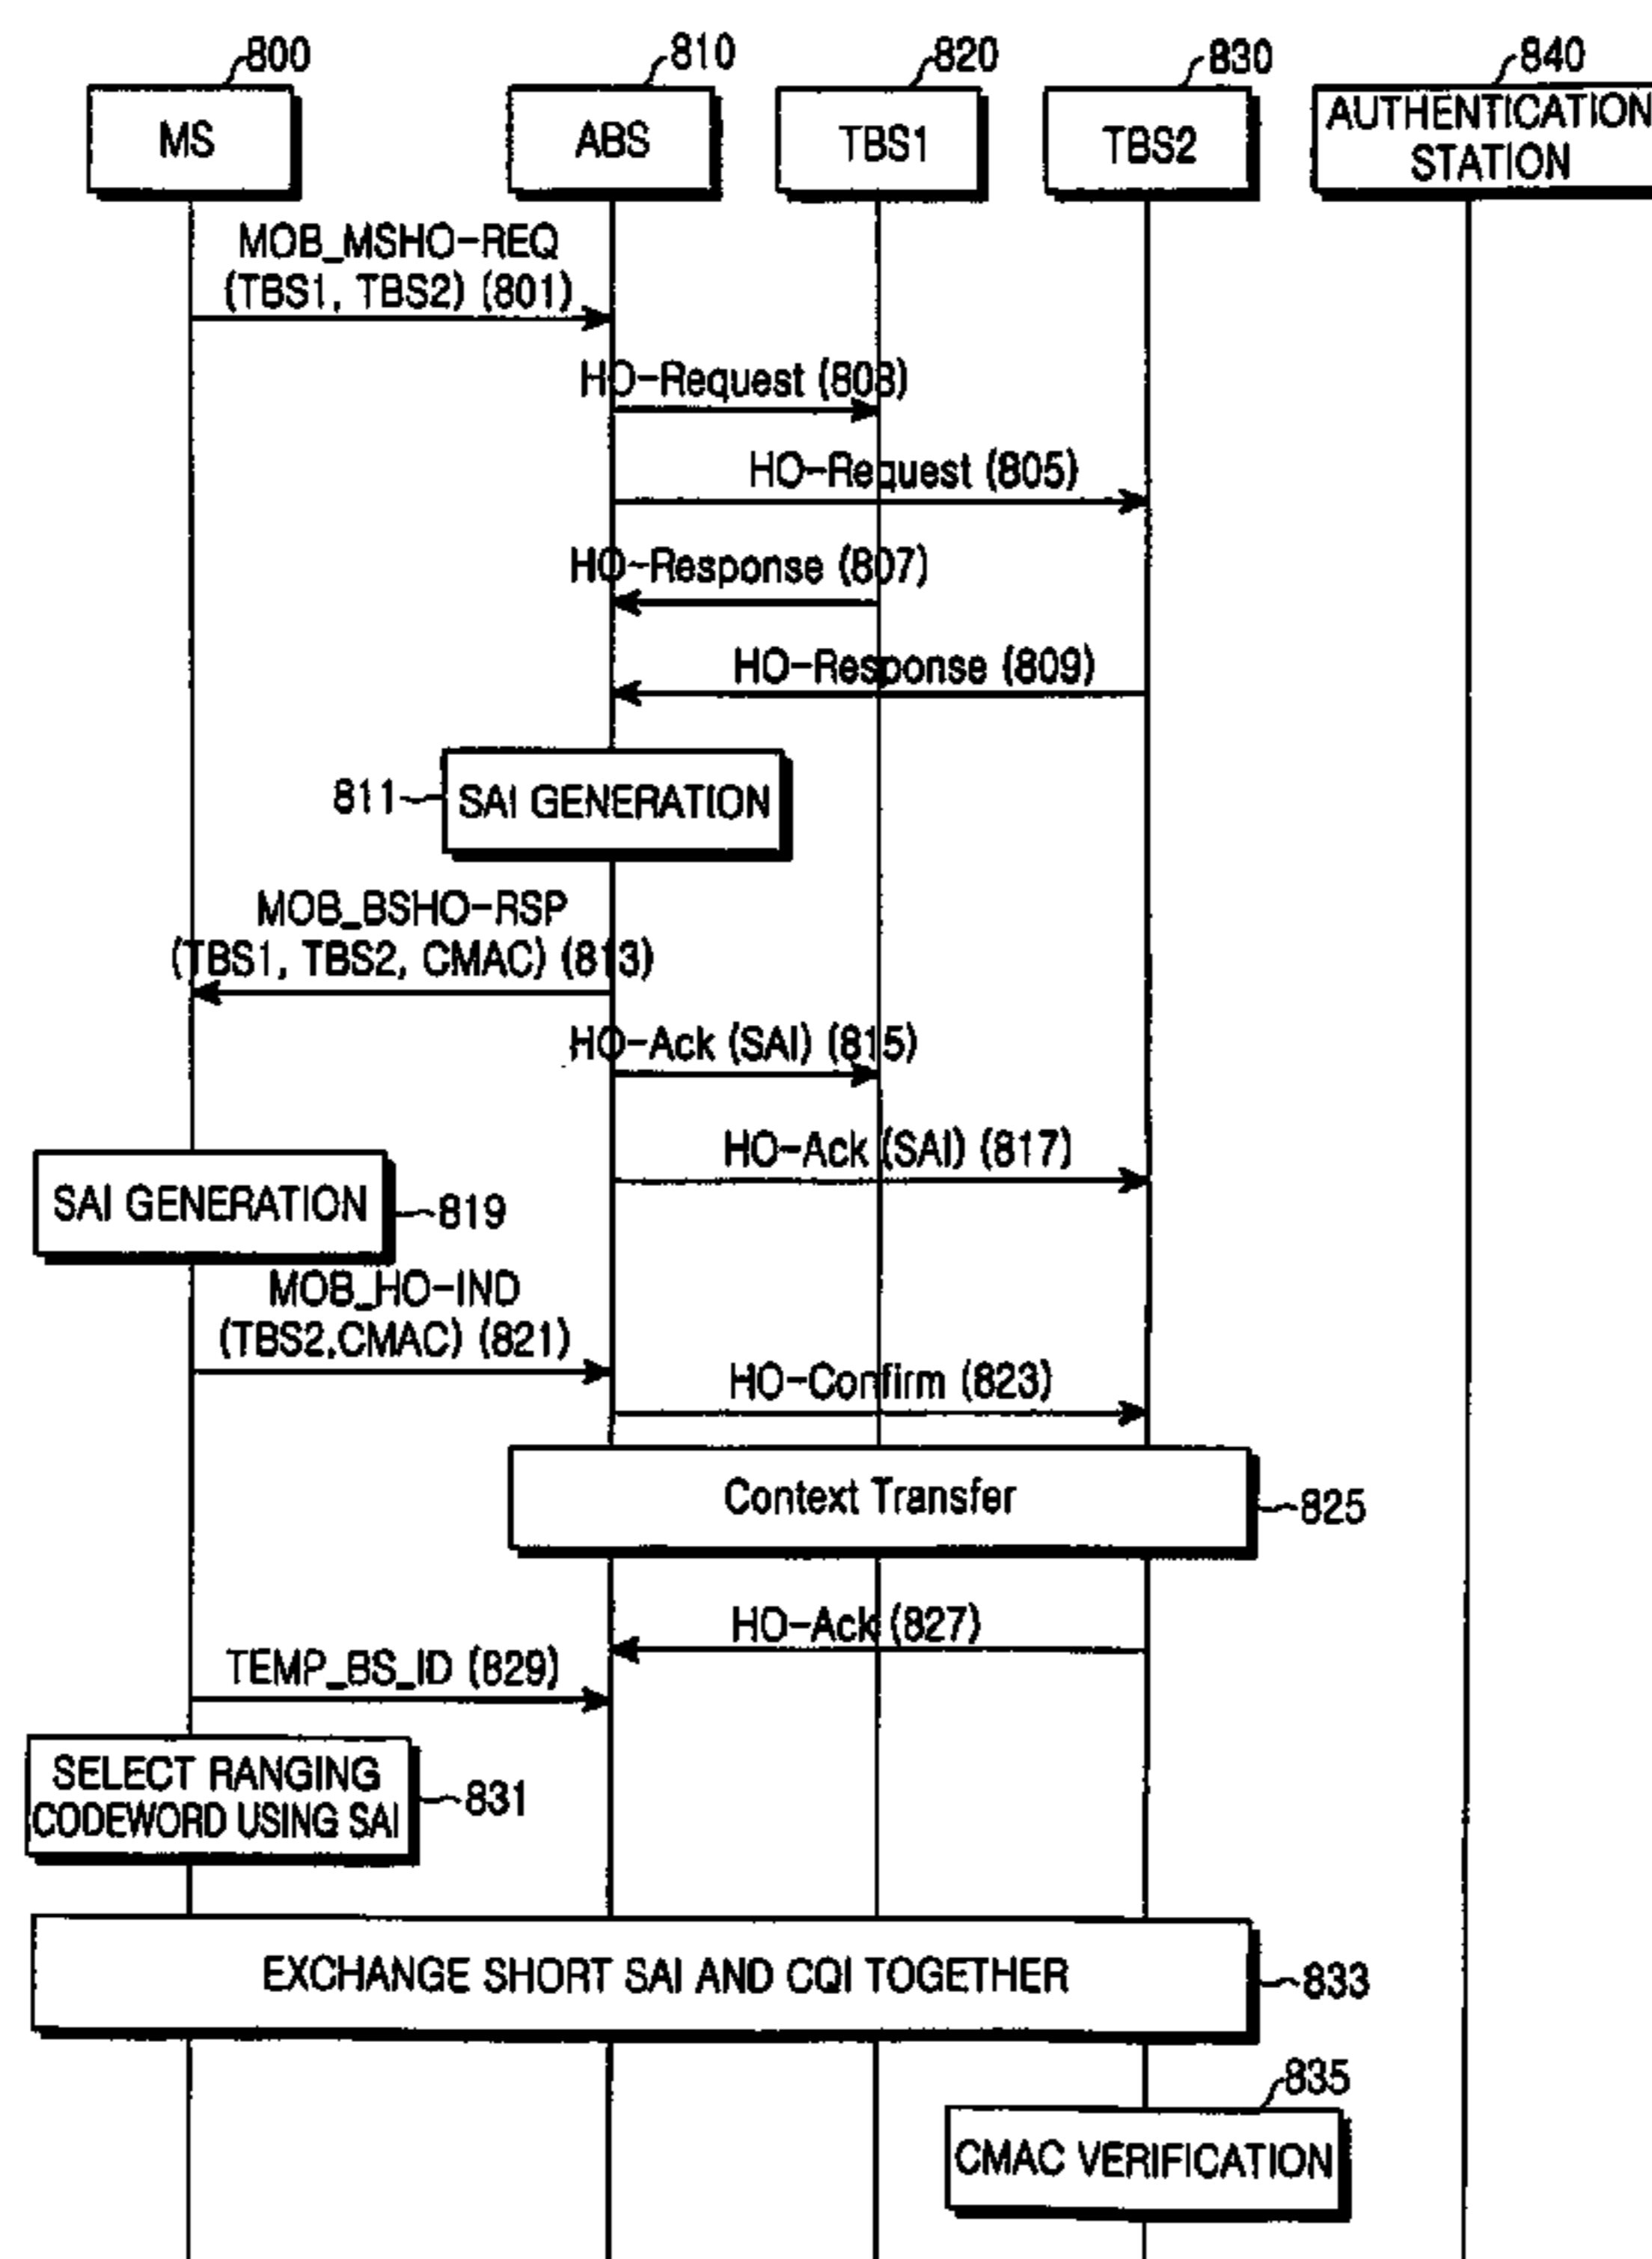 800
810
820
830
840
MS
ABS
TBS1
TBS2
AUTHENTICATION
STATION
MOB_MSHO-REQ
(TBS1, TBS2) (801)
HO-Request (803)
HO-Request (805)
HO-Response (807)
HO-Response (809)
811
SAI GENERATION
MOB_BSHO-RSP
(TBS1, TBS2, CMAC) (813)
HO-Ack (SAI) (815)
HO-Ack (SAI) (817)
SAI GENERATION
819
MOB_HO-IND
(TBS2.CMAC) (821)
HO-Confirm (823)
Context Transfer
825
HO-Ack (827)
TEMP_BS_ID (829)
SELECT RANGING
CODEWORD USING SAI
831
EXCHANGE SHORT SAI AND CQI TOGETHER
833
835
CMAC VERIFICATION